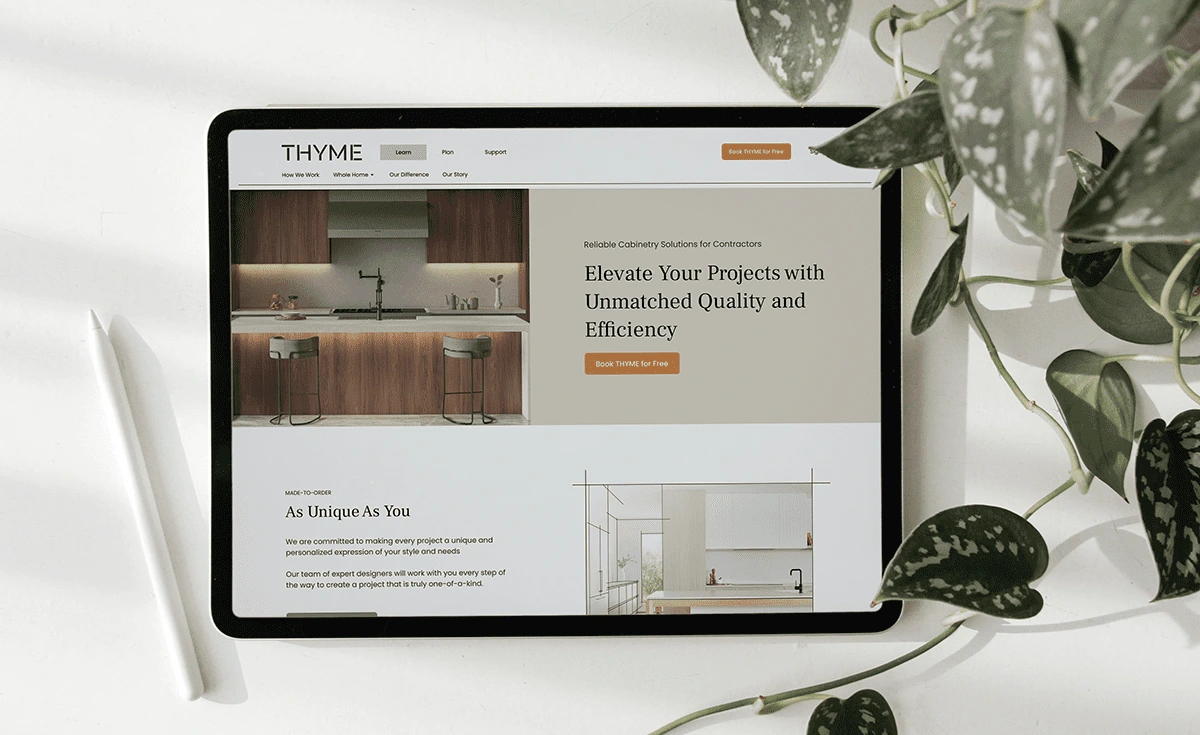 THYME
Learn
Plan
Support
Book THYME for Free
How We Work
Whole Home
Our Difference
Our Story
Reliable Cabinetry Solutions for Contractors
Elevate Your Projects with
Unmatched Quality and
Efficiency
Book THYME for Free
MADE-TO-ORDER
As Unique As You
We are committed to making every project a unique and
personalized expression of your style and needs
Our team of expert designers will work with you every step of
the way to create a project that is truly one-of-a-kind.